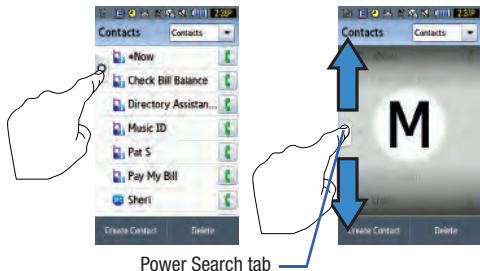 2:38P
Contacts Contacts
*Now
Check Bill Balance
Directory Assistan...
Music ID
Pat S
Pay My Bill
Sheri
Create Contact Delete
2:37P
Contacts Contacts
*Now
M
Create Contact Delete
Power Search tab